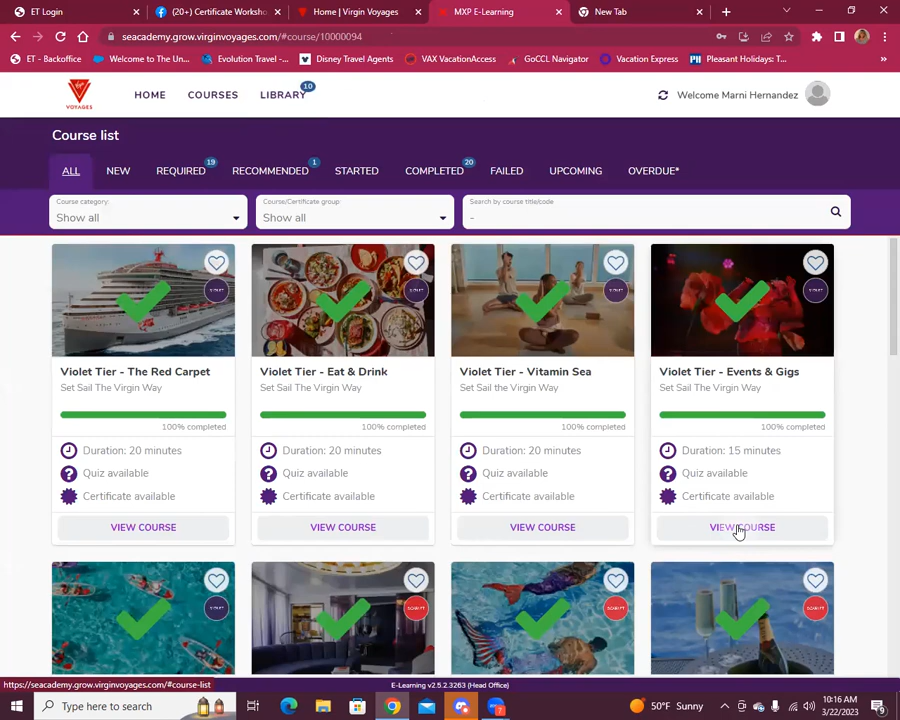 ET Login
(20+) Certificate Worksho
Home | Virgin Voyages
MXP E-Learning
New Tab
seacademy.grow.virginvoyages.com/#course/10000094
ET - Backoffice
Welcome to The Un...
Evolution Travel -...
Disney Travel Agents
VAX VacationAccess
GoCCL Navigator
Vacation Express
Pleasant Holidays: T...
VOYAGES
HOME
COURSES
LIBRARY
10
Welcome Marni Hernandez
Course list
ALL
NEW
REQUIRED
19
RECOMMENDED
1
STARTED
COMPLETED
20
FAILED
UPCOMING
OVERDUE*
Course category:
Show all
Course/Certificate group:
Show all
Search by course title/code
-
Violet Tier - The Red Carpet
Set Sail The Virgin Way
100% completed
Duration: 20 minutes
Quiz available
Certificate available
VIEW COURSE
Violet Tier - Eat & Drink
Set Sail The Virgin Way
100% completed
Duration: 20 minutes
Quiz available
Certificate available
VIEW COURSE
Violet Tier - Vitamin Sea
Set Sail the Virgin Way
100% completed
Duration: 20 minutes
Quiz available
Certificate available
VIEW COURSE
Violet Tier - Events & Gigs
Set Sail The Virgin Way
100% completed
Duration: 15 minutes
Quiz available
Certificate available
VIEW COURSE
https://seacademy.grow.virginvoyages.com/#course-list
E-Learning v2.5.2.3263 (Head Office)
Type here to search
50°F Sunny
10:16 AM
3/22/2023